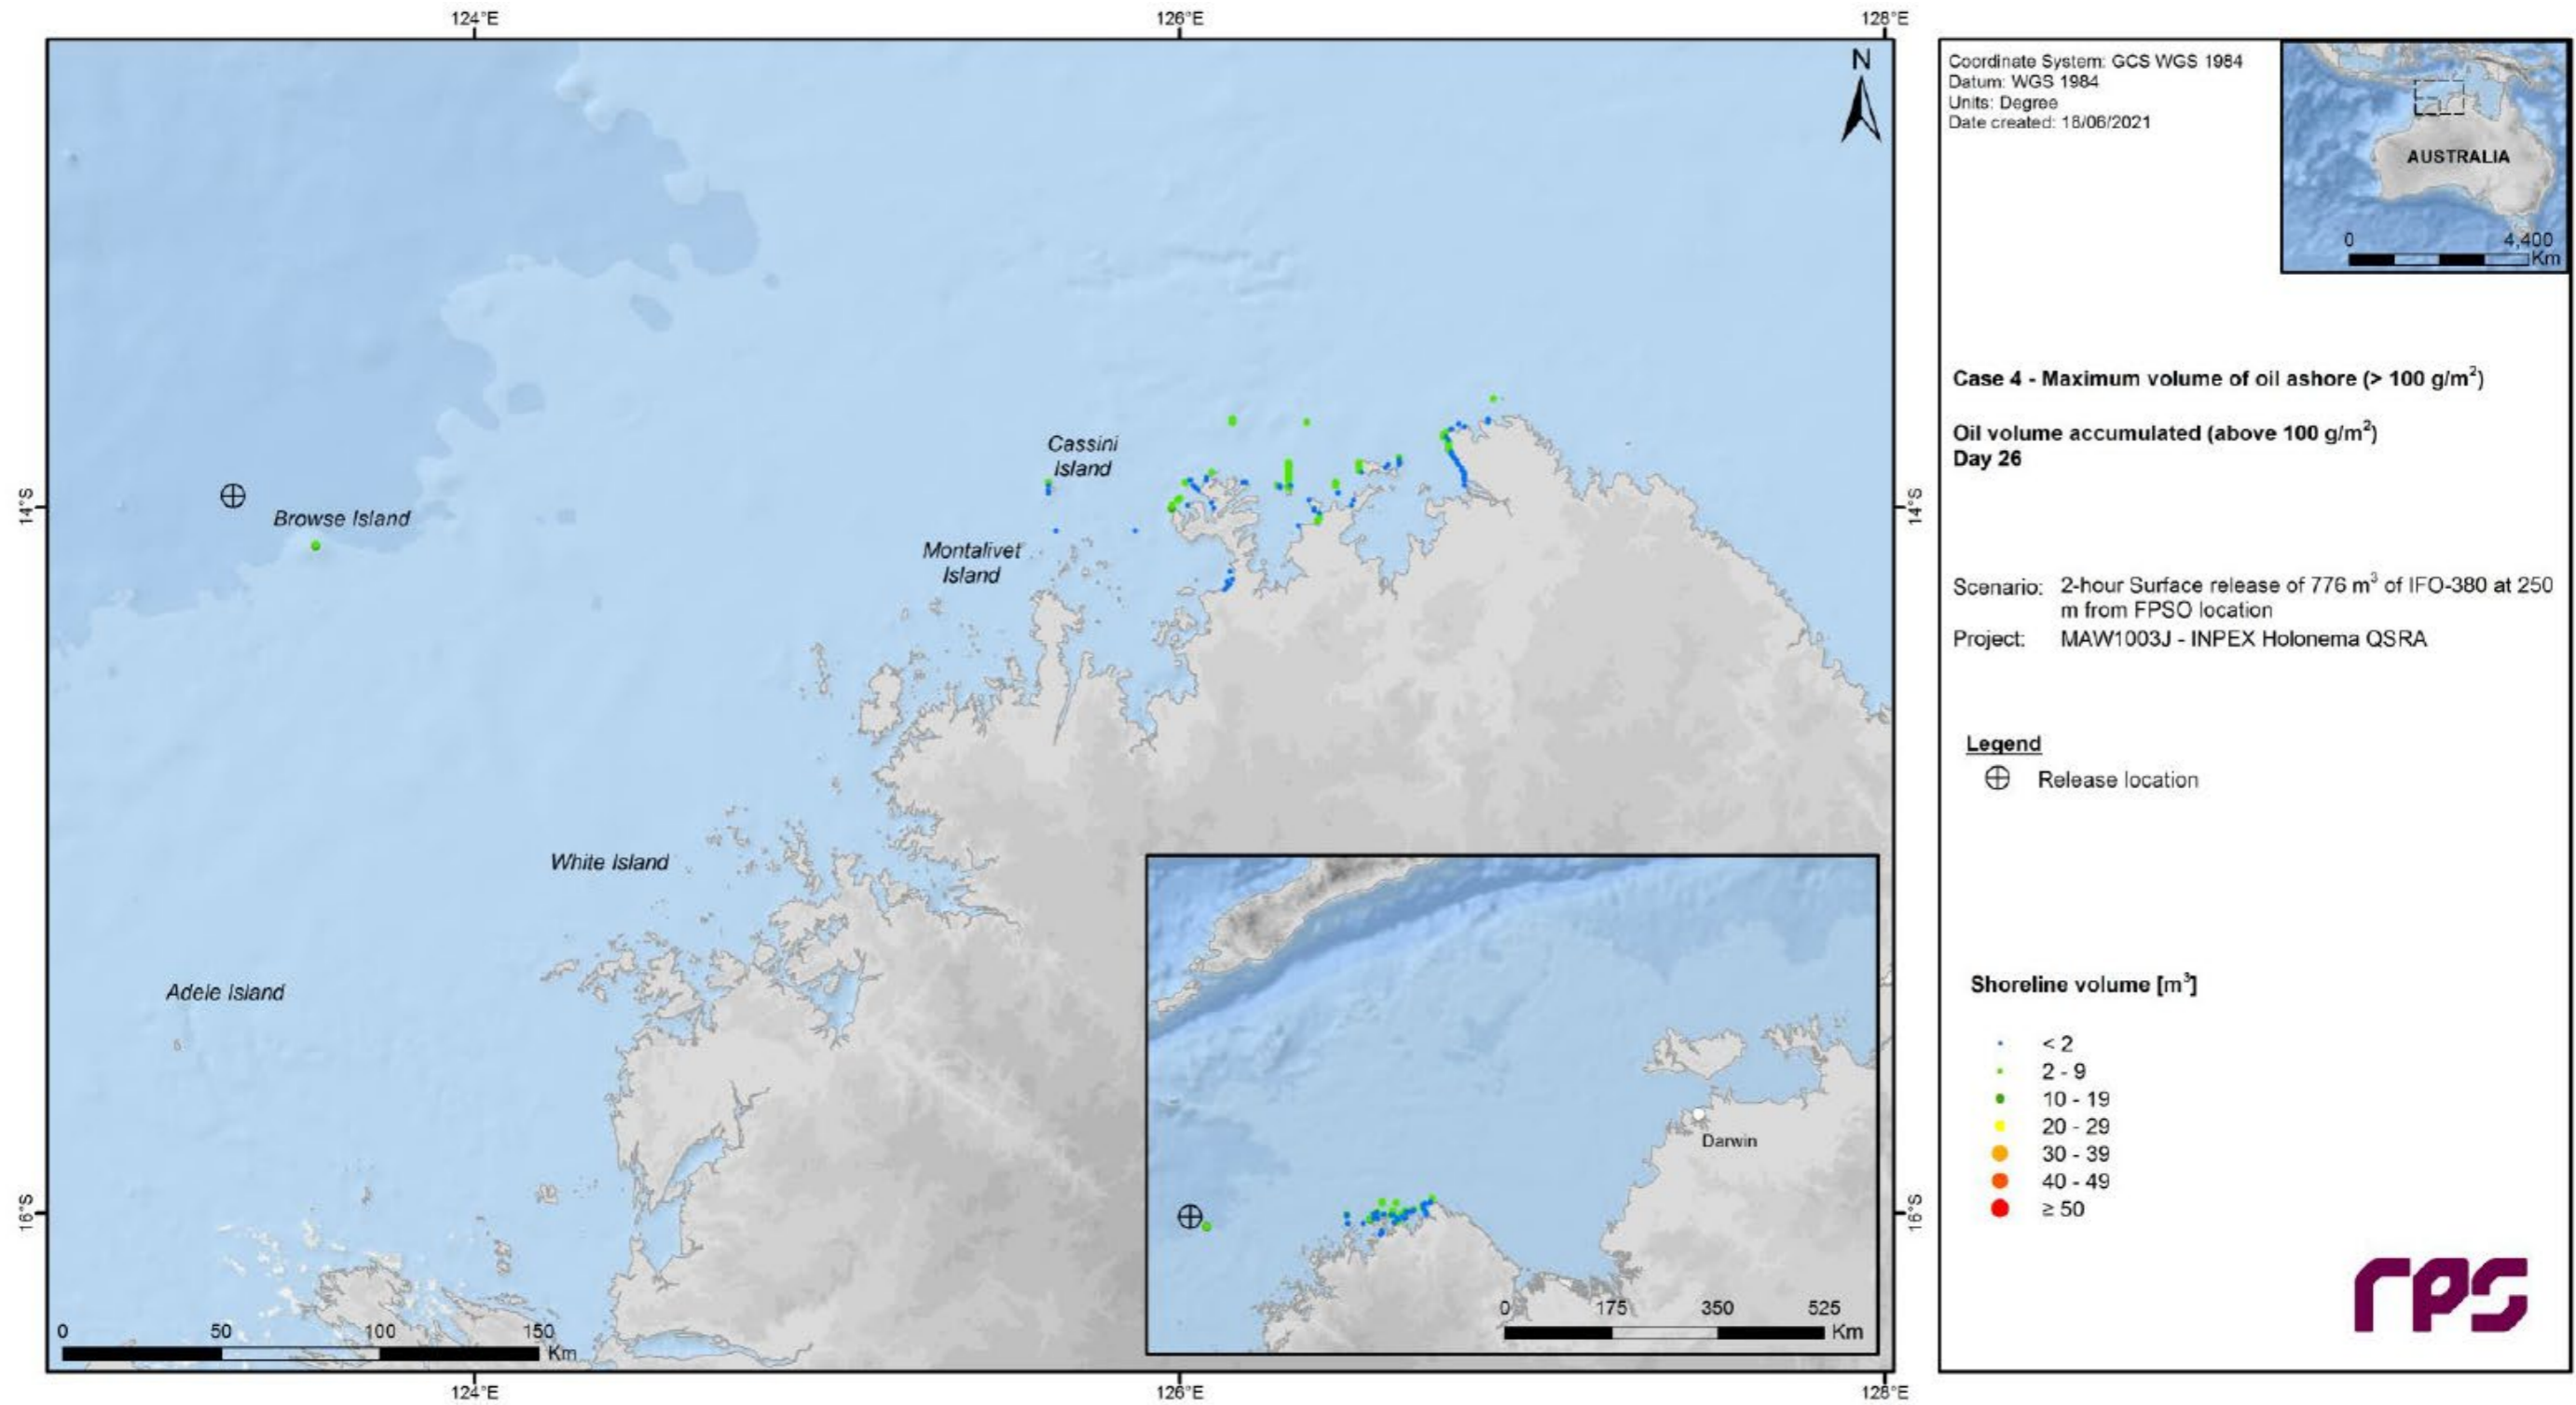 124°E
126°E
128°E
N
Cassini
Island
14°S
14°S
Browse Island
Montalivet
Island
White Island
Adele Island
Darwin
16°S
16°S
0 175 350 525
Km
0 50 100 150
Km
124°E
126°E
128°E
Coordinate System: GCS WGS 1984
Datum: WGS 1984
Units: Degree
Date created: 16/06/2021
AUSTRALIA
0 4,400
Km
Case 4 - Maximum volume of oil ashore (> 100 g/m²)
Oil volume accumulated (above 100 g/m²)
Day 26
Scenario: 2-hour Surface release of 776 m³ of IFO-380 at 250
m from FPSO location
Project: MAW1003J - INPEX Holonema QSRA
Legend
Release location
Shoreline volume [m³]
< 2
2 - 9
10 - 19
20 - 29
30 - 39
40 - 49
≥ 50
rps